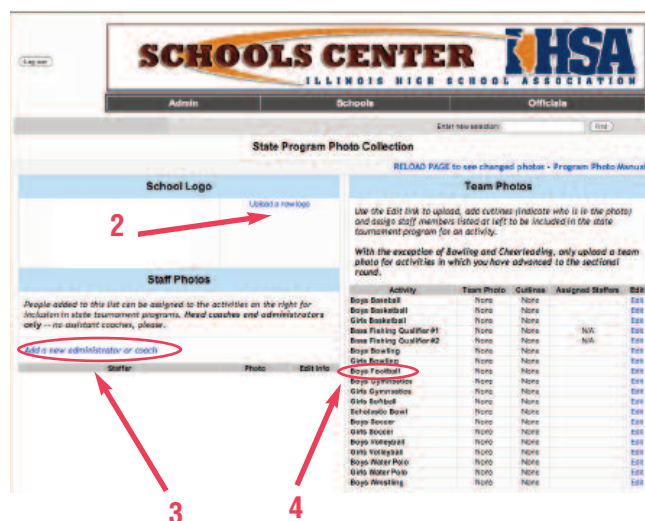 Log out
SCHOOLS CENTER IHSA
ILLINOIS HIGH SCHOOL ASSOCIATION
Admin Schools Officials
Enter new selection: Find
State Program Photo Collection
RELOAD PAGE to see changed photos - Program Photo Manual
School Logo
Upload a new logo
2
Staff Photos
People added to this list can be assigned to the activities on the right for
inclusion in state tournament programs. Head coaches and administrators
only -- no assistant coaches, please.
Add a new administrator or coach
Staffer Photo Edit Info
3
Team Photos
Use the Edit link to upload, add cutlines (indicate who is in the photo)
and assign staff members listed at left to be included in the state
tournament program for an activity.
With the exception of Bowling and Cheerleading, only upload a team
photo for activities in which you have advanced to the sectional
round.
Activity Team Photo Cutlines Assigned Staffers Edit
Boys Baseball None None Edit
Boys Basketball None None Edit
Girls Basketball None None Edit
Bass Fishing Qualifier #1 None None N/A Edit
Bass Fishing Qualifier #2 None None N/A Edit
Boys Bowling None None Edit
Girls Bowling None None Edit
Boys Football None None Edit
Boys Gymnastics None None Edit
Girls Gymnastics None None Edit
Girls Softball None None Edit
Scholastic Bowl None None Edit
Boys Soccer None None Edit
Girls Soccer None None Edit
Boys Volleyball None None Edit
Girls Volleyball None None Edit
Boys Water Polo None None Edit
Girls Water Polo None None Edit
Boys Wrestling None None Edit
4